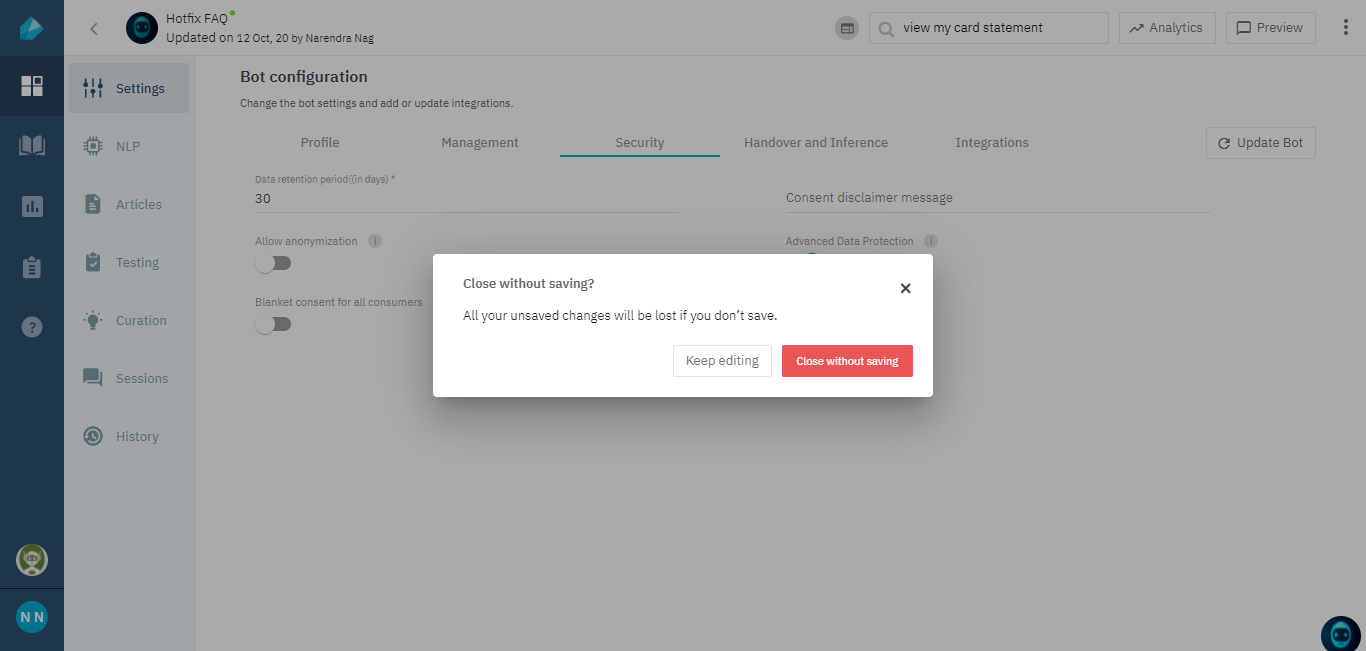 Hotfix FAQ
Updated on 12 Oct, 20 by Narendra Nag
view my card statement
Analytics
Preview
Settings
NLP
Articles
Testing
Curation
Sessions
History
N N
Bot configuration
Change the bot settings and add or update integrations.
Profile
Management
Security
Handover and Inference
Integrations
Update Bot
Data retention period((in days) *
30
Consent disclaimer message
Allow anonymization
Advanced Data Protection
Blanket consent for all consumers
Close without saving?
All your unsaved changes will be lost if you don’t save.
Keep editing
Close without saving